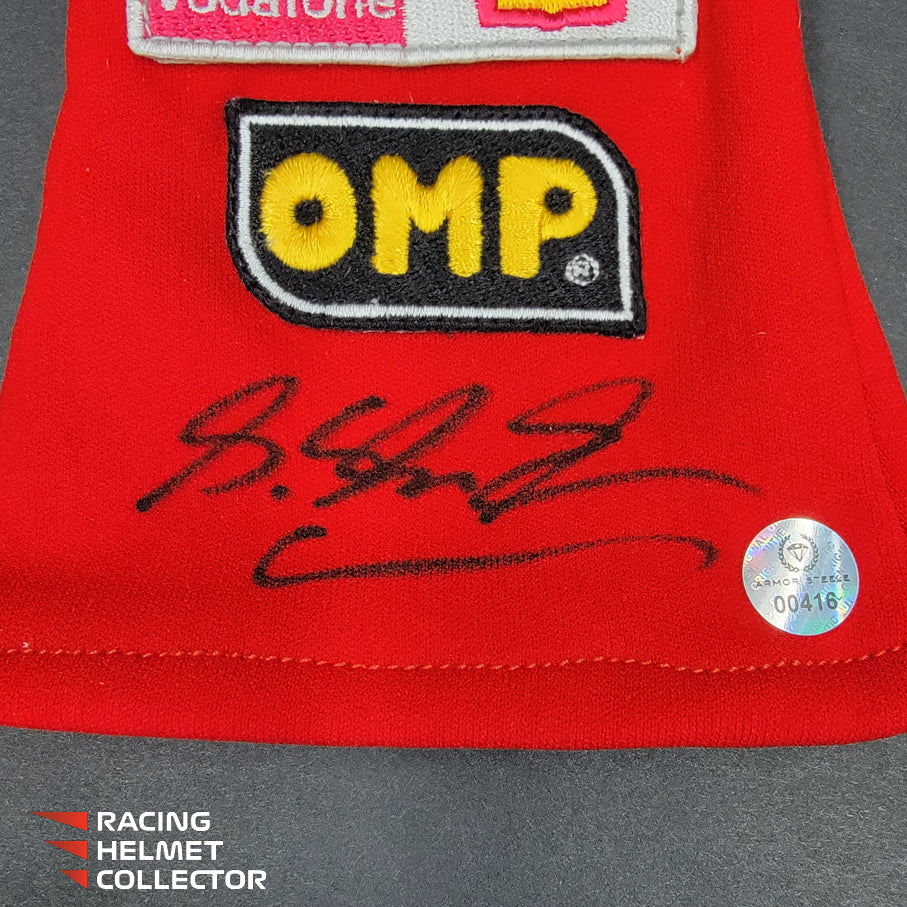 Vodafone
OMP®
ARMOR STEELE
00416
RACING
HELMET
COLLECTOR